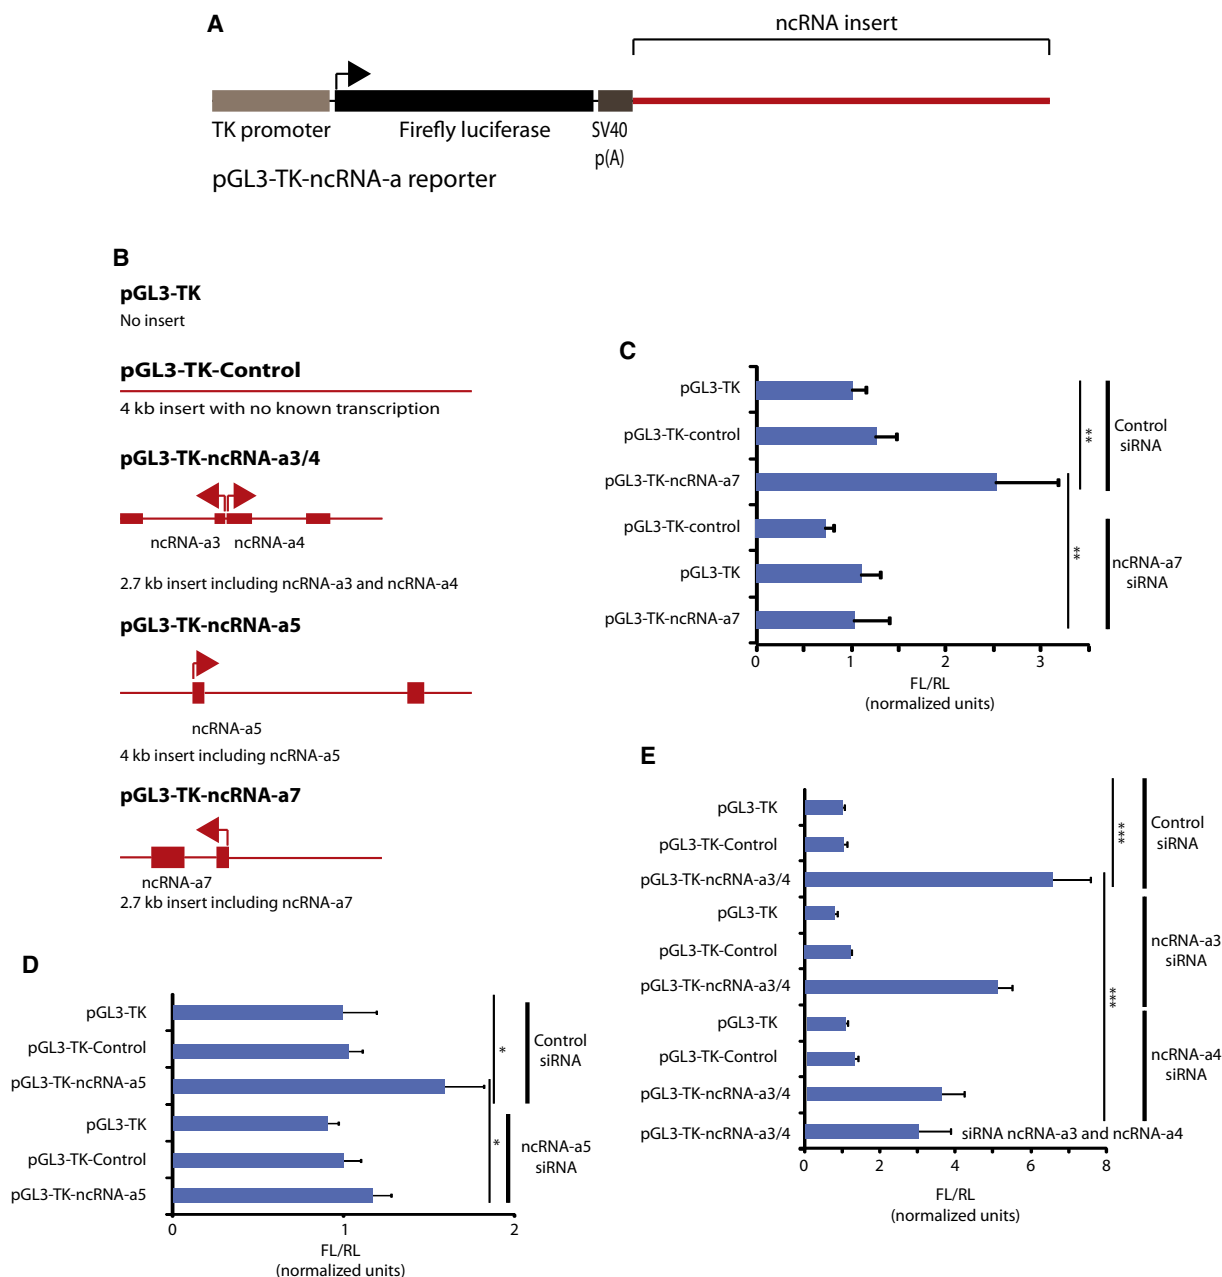 A
ncRNA insert
TK promoter
Firefly luciferase
SV40
p(A)
pGL3-TK-ncRNA-a reporter
B
pGL3-TK
No insert
pGL3-TK-Control
4 kb insert with no known transcription
pGL3-TK-ncRNA-a3/4
ncRNA-a3
ncRNA-a4
2.7 kb insert including ncRNA-a3 and ncRNA-a4
pGL3-TK-ncRNA-a5
ncRNA-a5
4 kb insert including ncRNA-a5
pGL3-TK-ncRNA-a7
ncRNA-a7
2.7 kb insert including ncRNA-a7
C
pGL3-TK
pGL3-TK-control
pGL3-TK-ncRNA-a7
pGL3-TK-control
pGL3-TK
pGL3-TK-ncRNA-a7
**
**
Control
siRNA
ncRNA-a7
siRNA
0 1 2 3
FL/RL
(normalized units)
D
pGL3-TK
pGL3-TK-Control
pGL3-TK-ncRNA-a5
pGL3-TK
pGL3-TK-Control
pGL3-TK-ncRNA-a5
*
*
Control
siRNA
ncRNA-a5
siRNA
0 1 2
FL/RL
(normalized units)
E
pGL3-TK
pGL3-TK-Control
pGL3-TK-ncRNA-a3/4
pGL3-TK
pGL3-TK-Control
pGL3-TK-ncRNA-a3/4
pGL3-TK
pGL3-TK-Control
pGL3-TK-ncRNA-a3/4
pGL3-TK-ncRNA-a3/4
siRNA ncRNA-a3 and ncRNA-a4
***
***
Control
siRNA
ncRNA-a3
siRNA
ncRNA-a4
siRNA
0 2 4 6 8
FL/RL
(normalized units)